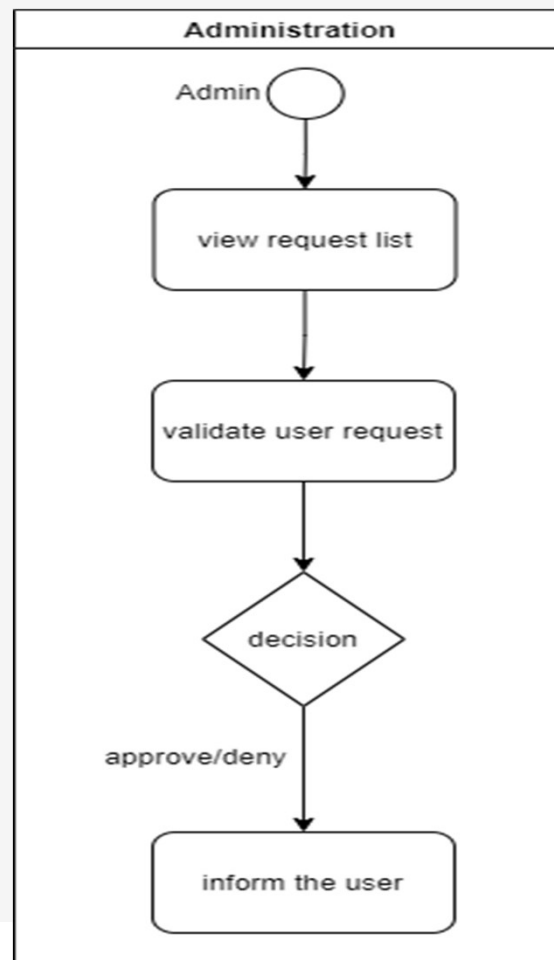 Administration
Admin
view request list
validate user request
decision
approve/deny
inform the user